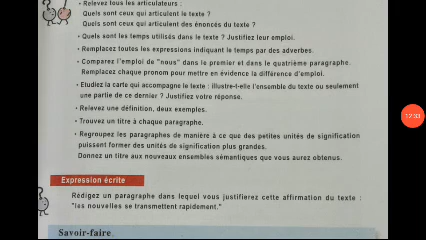 • Relevez tous les articulateurs :
Quels sont ceux qui articulent le texte ?
Quels sont ceux qui articulent des énoncés du texte ?
• Quels sont les temps utilisés dans le texte ? Justifiez leur emploi.
• Remplacez toutes les expressions indiquant le temps par des adverbes.
• Comparez l'emploi de "nous" dans le premier et dans le quatrième paragraphe.
Remplacez chaque pronom pour mettre en évidence la différence d'emploi.
• Etudiez la carte qui accompagne le texte : illustre-t-elle l'ensemble du texte ou seulement
une partie de ce dernier ? Justifiez votre réponse.
• Relevez une définition, deux exemples.
• Trouvez un titre à chaque paragraphe.
• Regroupez les paragraphes de manière à ce que des petites unités de signification
puissent former des unités de signification plus grandes.
Donnez un titre aux nouveaux ensembles sémantiques que vous aurez obtenus.
Expression écrite
Rédigez un paragraphe dans lequel vous justifierez cette affirmation du texte :
"les nouvelles se transmettent rapidement."
Savoir-faire